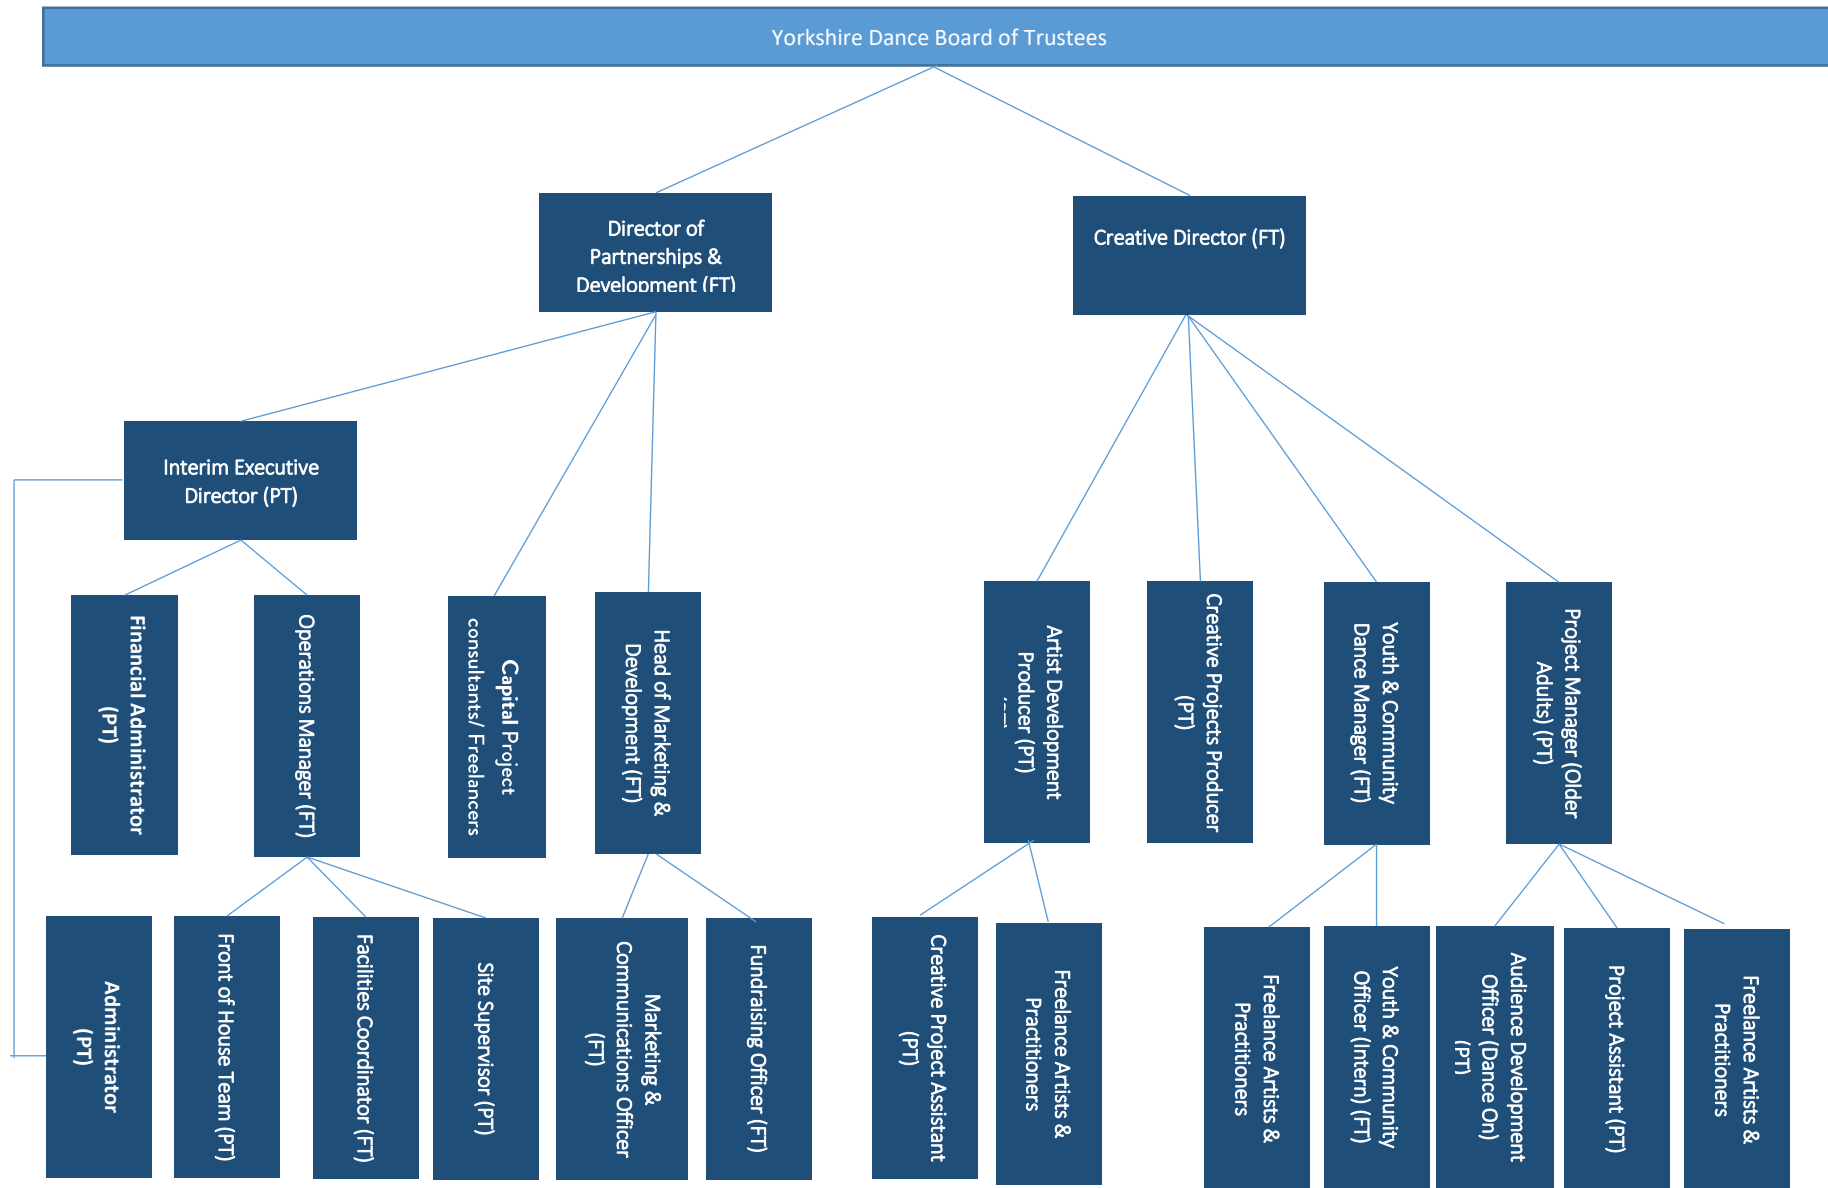 Yorkshire Dance Board of Trustees
Director of
Partnerships &
Development (FT)
Creative Director (FT)
Interim Executive
Director (PT)
Financial Administrator
(PT)
Operations Manager (FT)
Capital Project
consultants/ Freelancers
Head of Marketing &
Development (FT)
Artist Development
Producer (PT)
Creative Projects Producer
(PT)
Youth & Community
Dance Manager (FT)
Project Manager (Older
Adults) (PT)
Administrator
(PT)
Front of House Team (PT)
Facilities Coordinator (FT)
Site Supervisor (PT)
Marketing &
Communications Officer
(FT)
Fundraising Officer (FT)
Creative Project Assistant
(PT)
Freelance Artists &
Practitioners
Freelance Artists &
Practitioners
Youth & Community
Officer (Intern) (FT)
Audience Development
Officer (Dance On)
(PT)
Project Assistant (PT)
Freelance Artists &
Practitioners